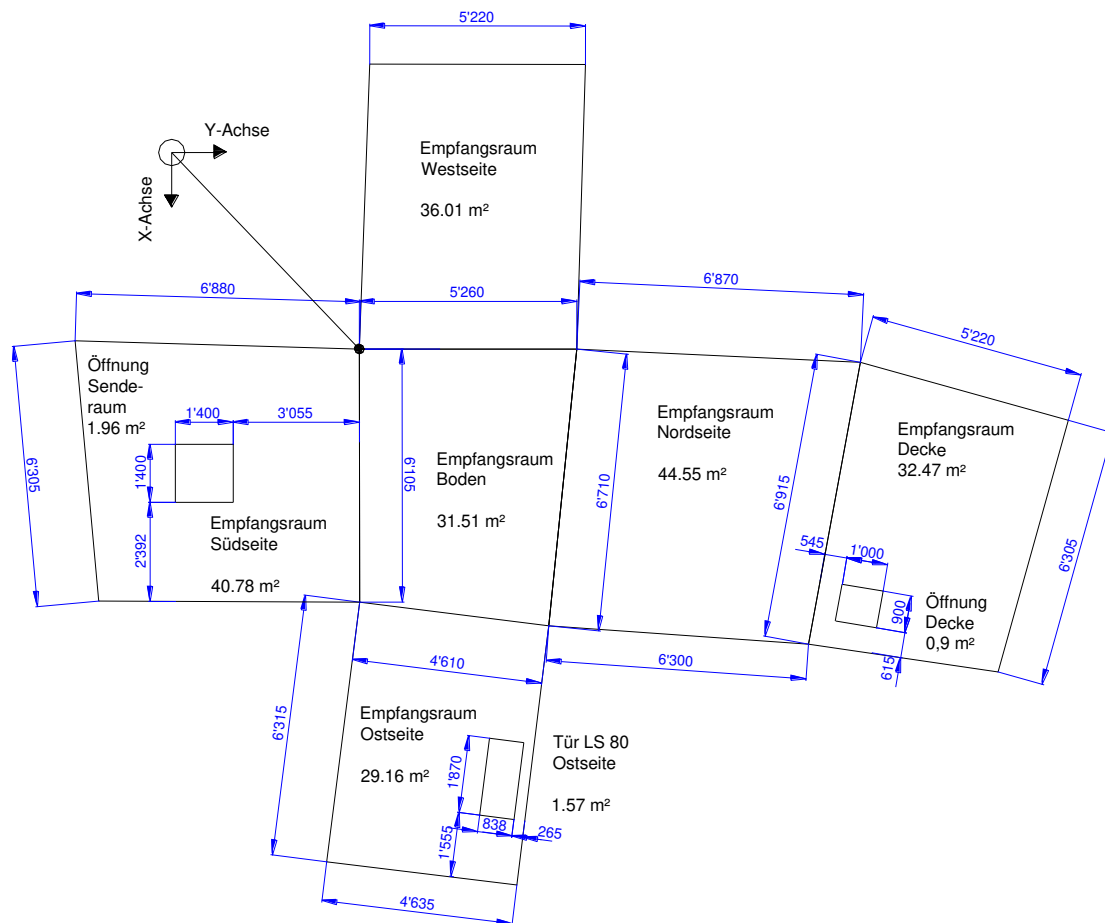 5'220
Y-Achse
X-Achse
Empfangsraum
Westseite
36.01 m²
6'880
5'260
6'870
5'220
Öffnung
Sende-
raum
1.96 m²
1'400
3'055
1'400
2'392
6'305
Empfangsraum
Südseite
40.78 m²
6'105
Empfangsraum
Boden
31.51 m²
6'710
Empfangsraum
Nordseite
44.55 m²
6'915
Empfangsraum
Decke
32.47 m²
545
1'000
900
615
Öffnung
Decke
0,9 m²
6'305
4'610
6'300
6'315
Empfangsraum
Ostseite
29.16 m²
1'870
838
265
1'555
Tür LS 80
Ostseite
1.57 m²
4'635